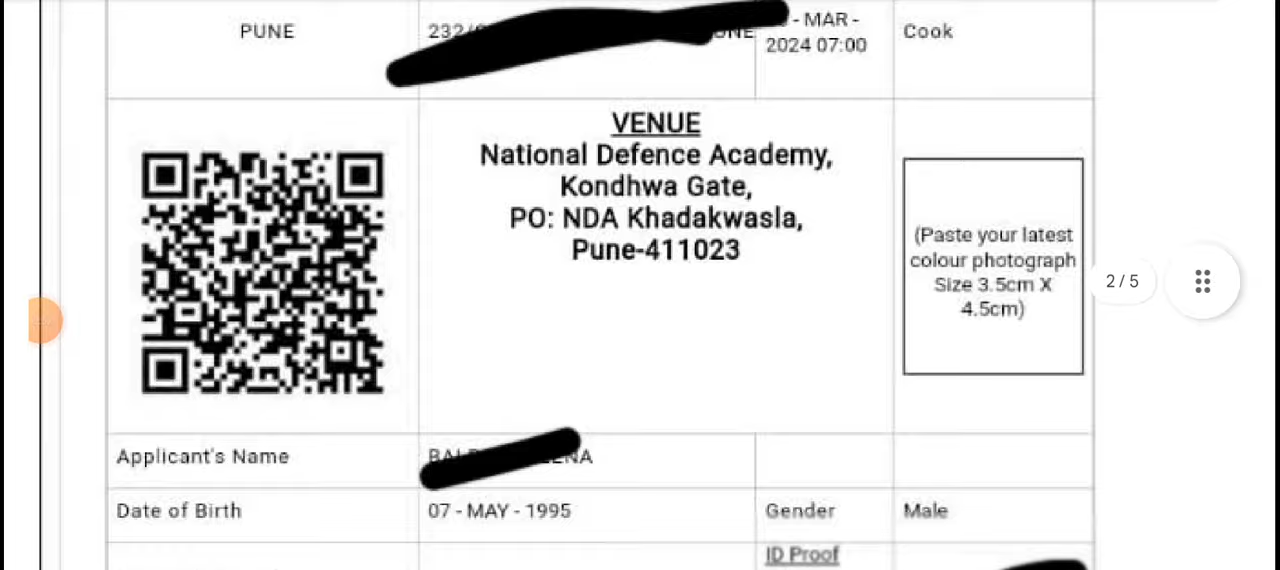 PUNE
232/
- MAR -
2024 07:00
Cook
VENUE
National Defence Academy,
Kondhwa Gate,
PO: NDA Khadakwasla,
Pune-411023
(Paste your latest
colour photograph
Size 3.5cm X
4.5cm)
2 / 5
Applicant's Name
Date of Birth
07 - MAY - 1995
Gender
Male
ID Proof